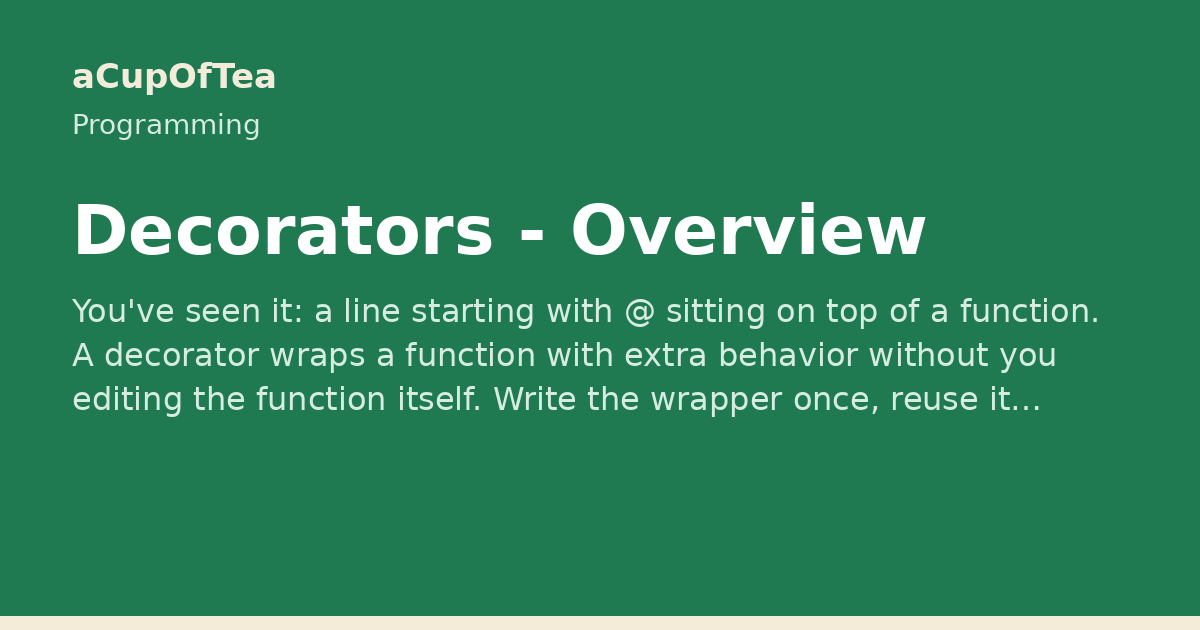 aCupOfTea
Programming
Decorators - Overview
You've seen it: a line starting with @ sitting on top of a function.
A decorator wraps a function with extra behavior without you
editing the function itself. Write the wrapper once, reuse it...